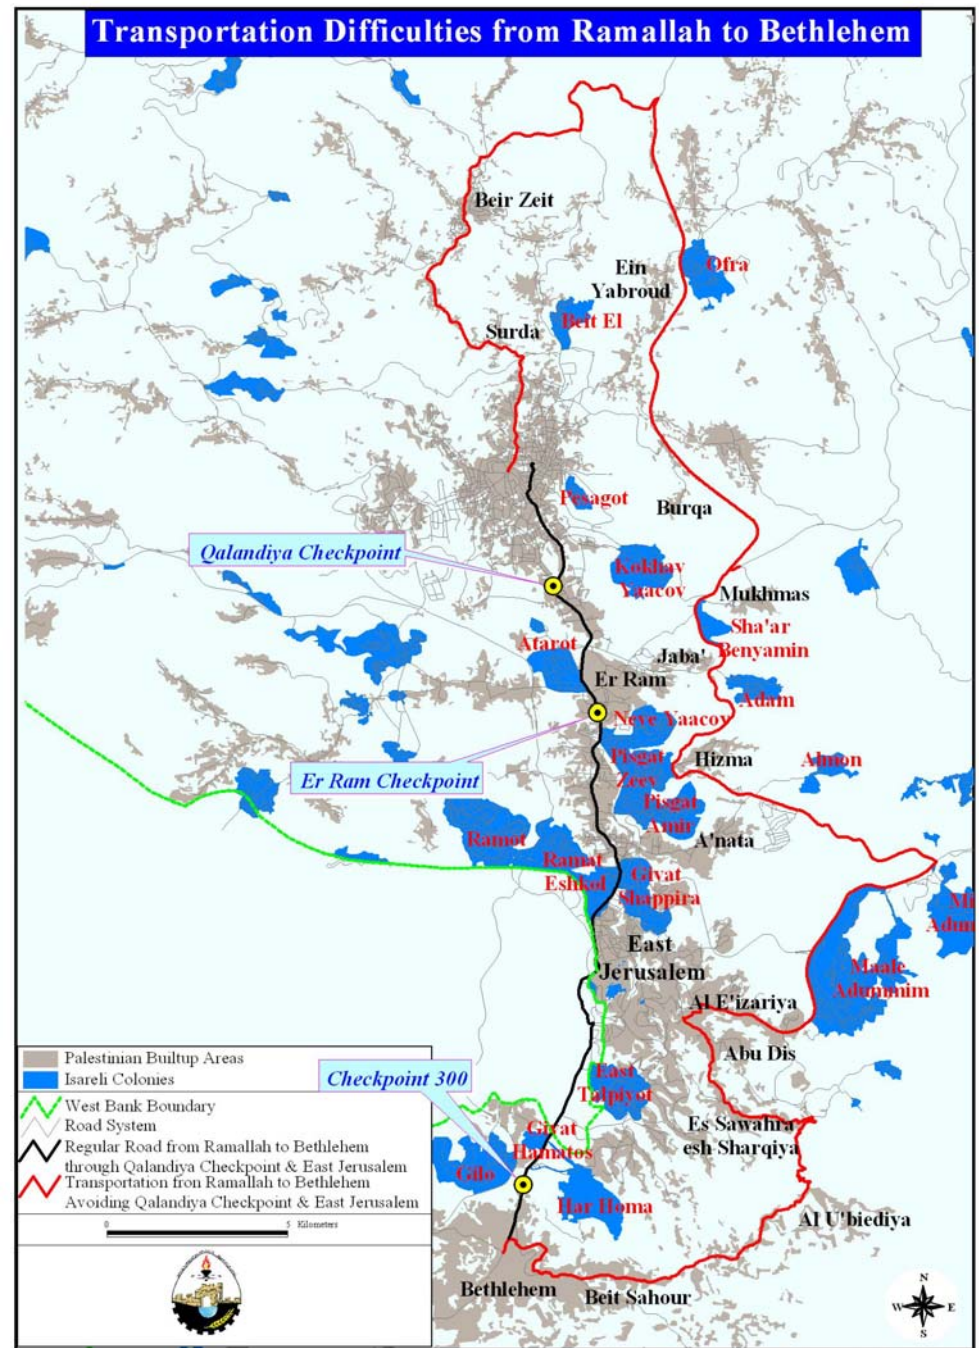 Transportation Difficulties from Ramallah to Bethlehem
Beir Zeit
Ein
Yabroud
Ofra
Beit El
Surda
Pesagot
Burqa
Qalandiya Checkpoint
Kokhav
Yaacov
Mukhmas
Sha'ar
Benyamin
Atarot
Jaba'
Er Ram
Adam
Neve Yaacov
Er Ram Checkpoint
Pisgat
Zeev
Hizma
Almon
Pisgat
Amir
A'nata
Ramot
Ramat
Eshkol
Givat
Shappira
East
Jerusalem
Maale
Adummim
Al E'izariya
Abu Dis
East
Talpiyot
Es Sawahra
esh Sharqiya
Checkpoint 300
Givat
Hamatos
Gilo
Har Homa
Al U'biediya
Bethlehem
Beit Sahour
Palestinian Builtup Areas
Isareli Colonies
West Bank Boundary
Road System
Regular Road from Ramallah to Bethlehem
through Qalandiya Checkpoint & East Jerusalem
Transportation fron Ramallah to Bethlehem
Avoiding Qalandiya Checkpoint & East Jerusalem
0 5 Kilometers
N
W E
S